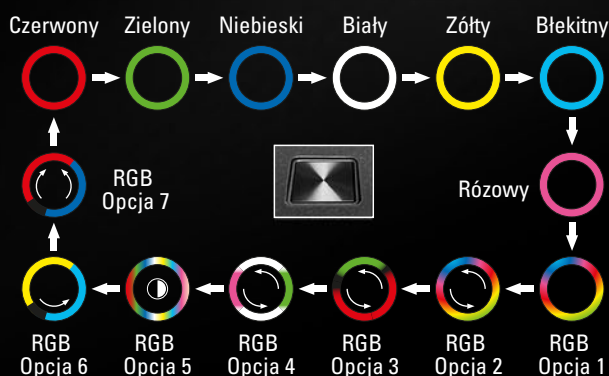 Czerwony Zielony Niebieski Biały Zółty Błekitny
RGB
Opcja 7
Rózowy
RGB RGB RGB RGB RGB RGB
Opcja 6 Opcja 5 Opcja 4 Opcja 3 Opcja 2 Opcja 1